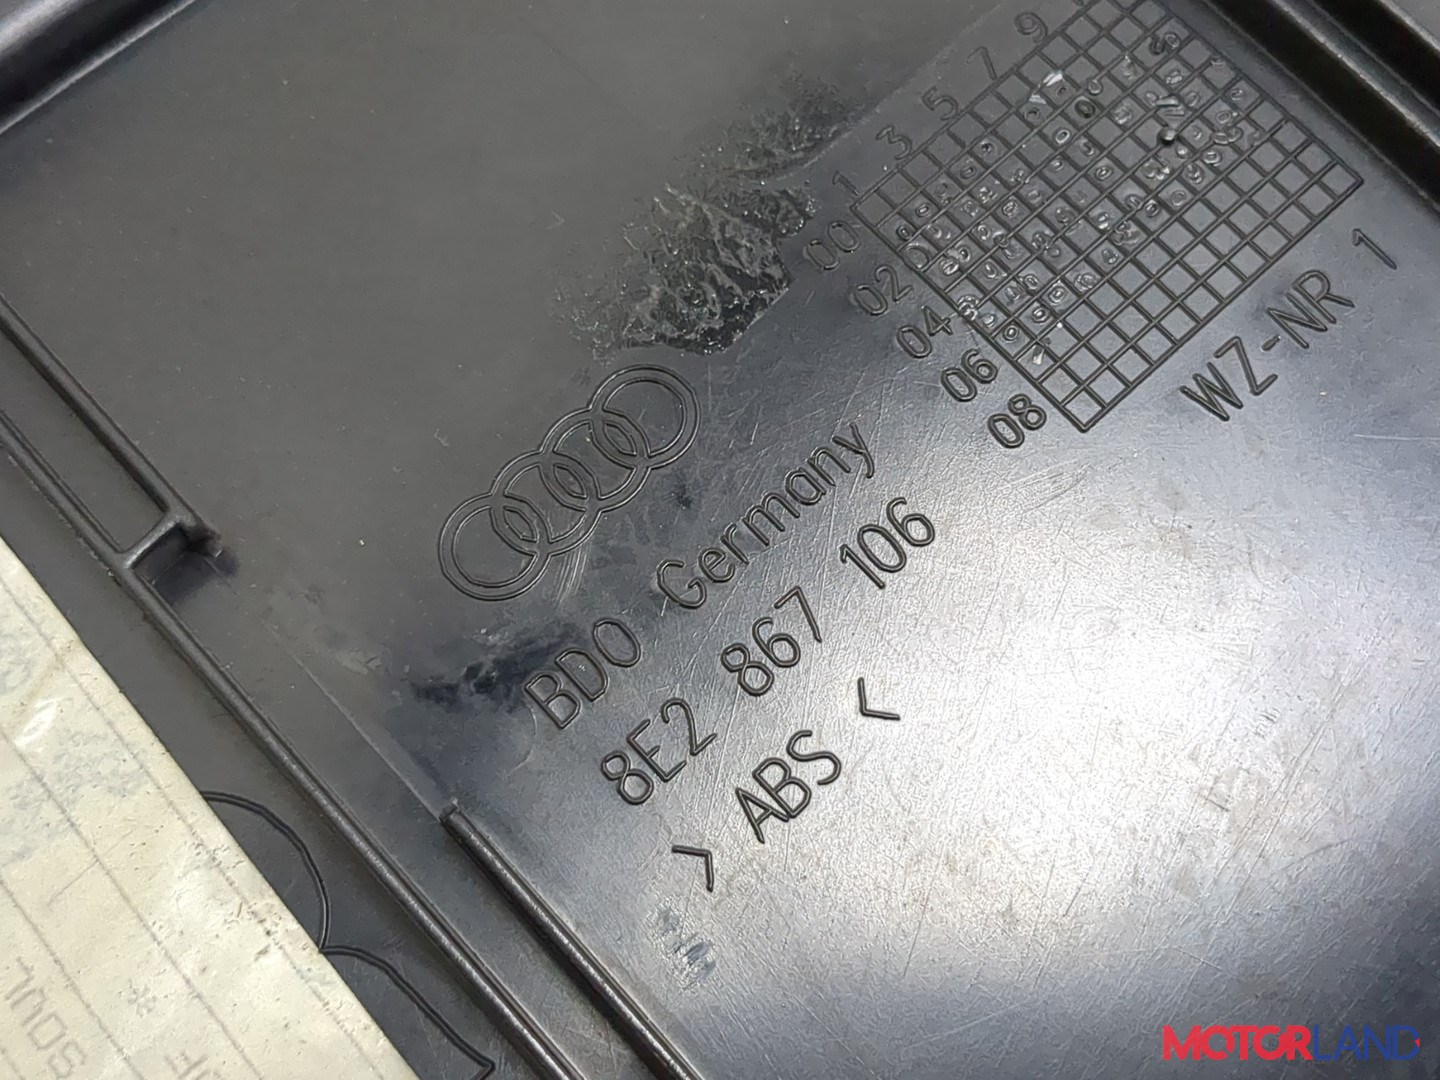 1 3 5 7 9
00
02
04
06
08
WZ-NR 1
BDO Germany
8E2 867 106
> ABS <
MOTORLAND